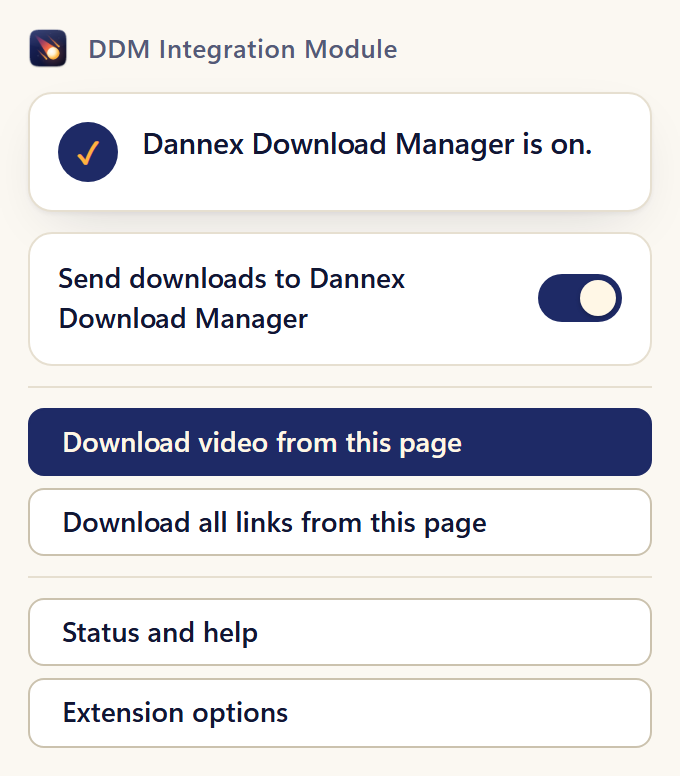 DDM Integration Module
Dannex Download Manager is on.
Send downloads to Dannex
Download Manager
Download video from this page
Download all links from this page
Status and help
Extension options